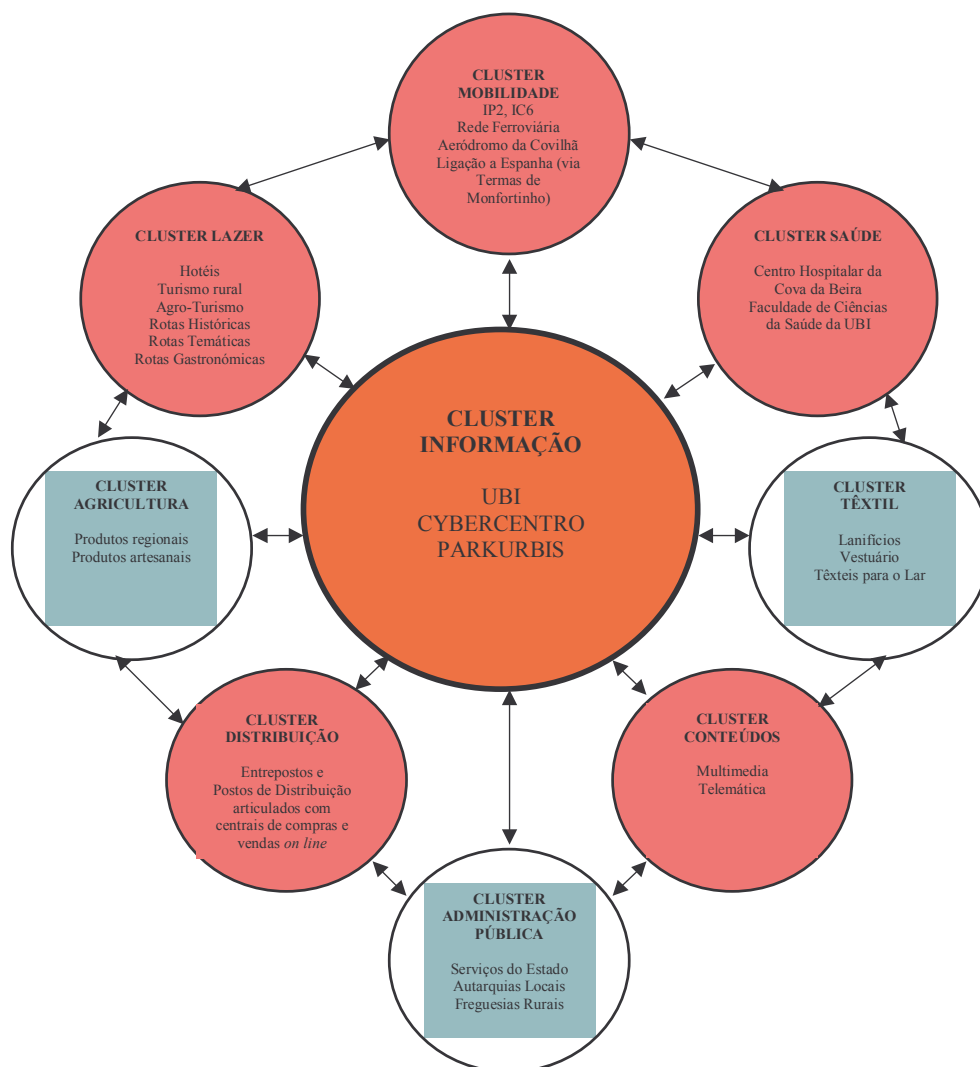 CLUSTER
MOBILIDADE
IP2, IC6
Rede Ferroviária
Aeródromo da Covilhã
Ligação a Espanha (via
Termas de
Monfortinho)
CLUSTER LAZER
Hotéis
Turismo rural
Agro-Turismo
Rotas Históricas
Rotas Temáticas
Rotas Gastronómicas
CLUSTER SAÚDE
Centro Hospitalar da
Cova da Beira
Faculdade de Ciências
da Saúde da UBI
CLUSTER
INFORMAÇÃO
UBI
CYBERCENTRO
PARKURBIS
CLUSTER
AGRICULTURA
Produtos regionais
Produtos artesanais
CLUSTER
TÊXTIL
Lanifícios
Vestuário
Têxteis para o Lar
CLUSTER
DISTRIBUIÇÃO
Entrepostos e
Postos de Distribuição
articulados com
centrais de compras e
vendas on line
CLUSTER
CONTEÚDOS
Multimedia
Telemática
CLUSTER
ADMINISTRAÇÃO
PÚBLICA
Serviços do Estado
Autarquias Locais
Freguesias Rurais